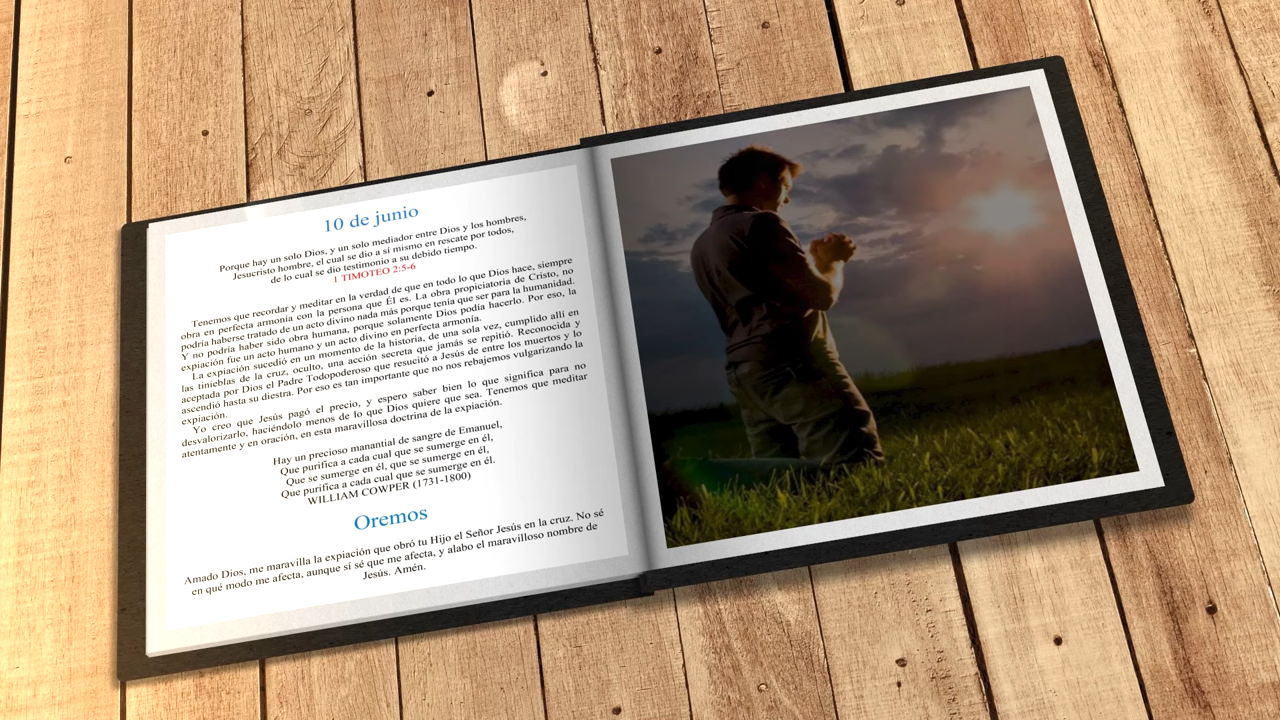 10 de junio
Porque hay un solo Dios, y un solo mediador entre Dios y los hombres,
Jesucristo hombre, el cual se dio a sí mismo en rescate por todos,
de lo cual se dio testimonio a su debido tiempo.
1 TIMOTEO 2:5-6
Tenemos que recordar y meditar en la verdad de que en todo lo que Dios hace, siempre
obra en perfecta armonía con la persona que Él es. La obra propiciatoria de Cristo, no
podría haberse tratado de un acto divino nada más porque tenía que ser para la humanidad.
Y no podría haber sido obra humana, porque solamente Dios podía hacerlo. Por eso, la
expiación fue un acto humano y un acto divino en perfecta armonía.
La expiación sucedió en un momento de la historia, de una sola vez, cumplido allí en
las tinieblas de la cruz, oculto, una acción secreta que jamás se repitió. Reconocida y
aceptada por Dios el Padre Todopoderoso que resucitó a Jesús de entre los muertos y lo
ascendió hasta su diestra. Por eso es tan importante que no nos rebajemos vulgarizando la
expiación.
Yo creo que Jesús pagó el precio, y espero saber bien lo que significa para no
desvalorizarlo, haciéndolo menos de lo que Dios quiere que sea. Tenemos que meditar
atentamente y en oración, en esta maravillosa doctrina de la expiación.
Hay un precioso manantial de sangre de Emanuel,
Que purifica a cada cual que se sumerge en él,
Que se sumerge en él, que se sumerge en él,
Que purifica a cada cual que se sumerge en él.
WILLIAM COWPER (1731-1800)
Oremos
Amado Dios, me maravilla la expiación que obró tu Hijo el Señor Jesús en la cruz. No sé
en qué modo me afecta, aunque sí sé que me afecta, y alabo el maravilloso nombre de
Jesús. Amén.